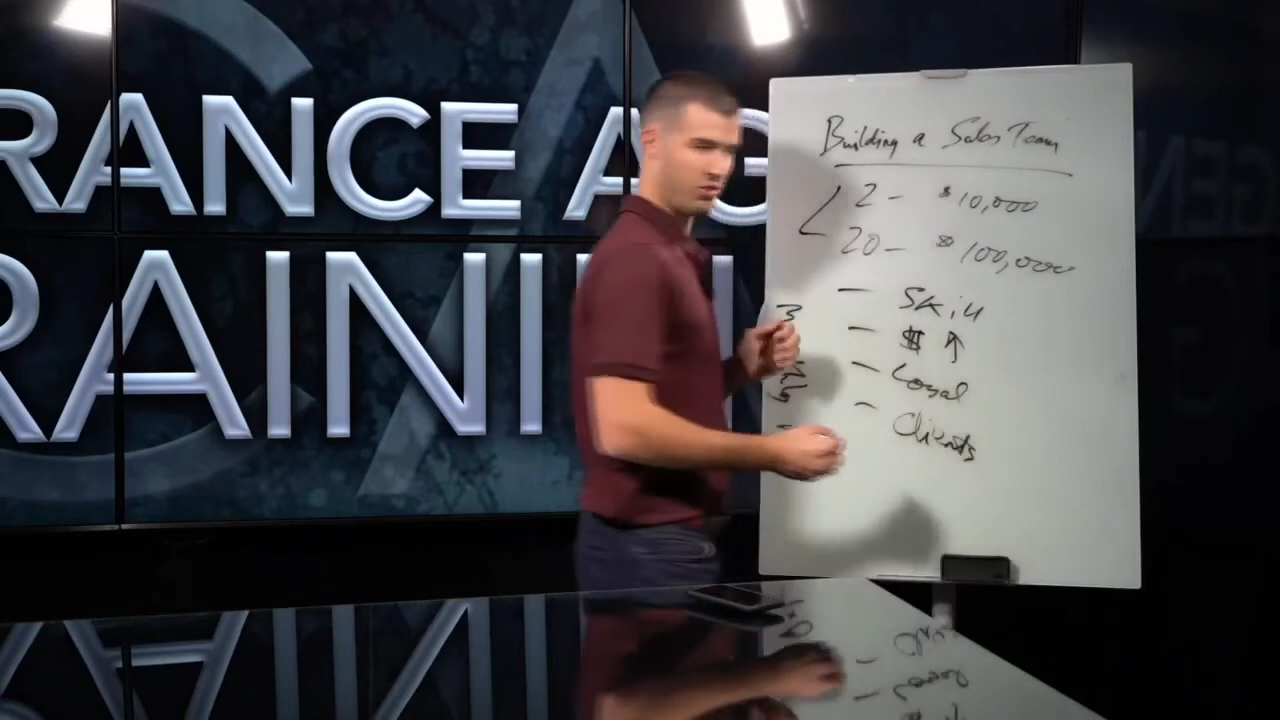 RANCE AG
RAININ
Building a Sales Team
2 - $10,000
20 - $100,000
- Skill
- $ ↑
- Loyal
- Clients